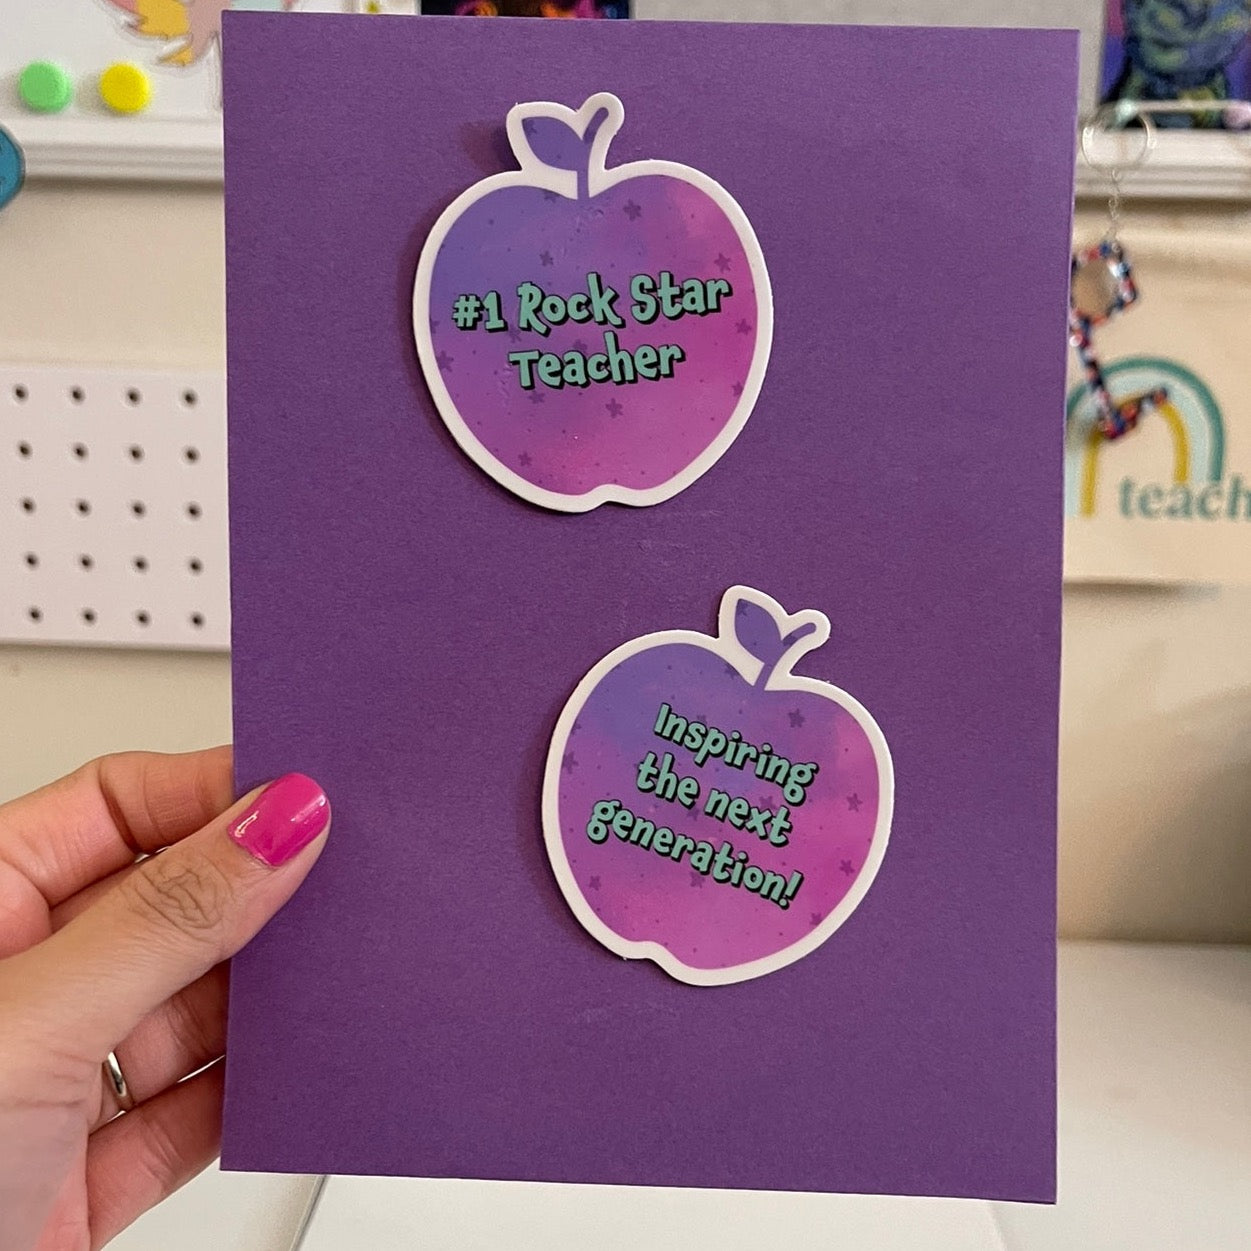 #1 Rock Star
Teacher
Inspiring
the next
generation!
teach